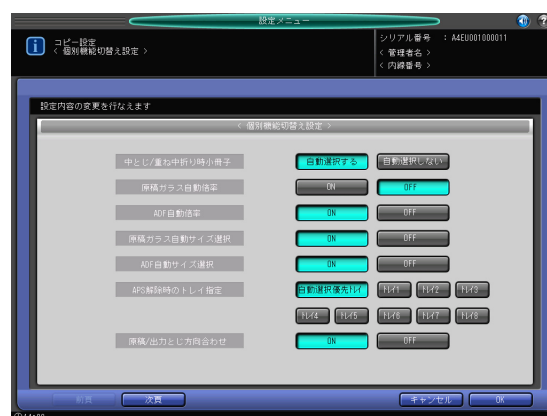 設定メニュー
コピー設定
< 個別機能切替え設定 >
シリアル番号 : A4EU001000011
< 管理者名 >
< 内線番号 >
設定内容の変更を行なえます
< 個別機能切替え設定 >
中とじ/重ね中折り時小冊子 自動選択する 自動選択しない
原稿ガラス自動倍率 ON OFF
ADF自動倍率 ON OFF
原稿ガラス自動サイズ選択 ON OFF
ADF自動サイズ選択 ON OFF
APS解除時のトレイ指定 自動選択優先トレイ トレイ1 トレイ2 トレイ3
トレイ4 トレイ5 トレイ6 トレイ7 トレイ8
原稿/出力とじ方向合わせ ON OFF
前頁 次頁 キャンセル OK